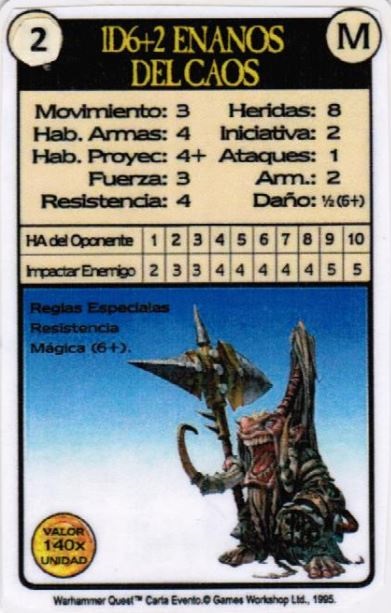 2
1D6+2 ENANOS
DEL CAOS
M
Movimiento: 3 Heridas: 8
Hab. Armas: 4 Iniciativa: 2
Hab. Proyec: 4+ Ataques: 1
Fuerza: 3 Arm.: 2
Resistencia: 4 Daño: ½ (6+)
HA del Oponente 1 2 3 4 5 6 7 8 9 10
Impactar Enemigo 2 3 3 4 4 4 4 4 5 5
Reglas Especiales
Resistencia
Mágica (6+).
VALOR
140x
UNIDAD
Warhammer Quest™ Carta Evento.© Games Workshop Ltd., 1995.